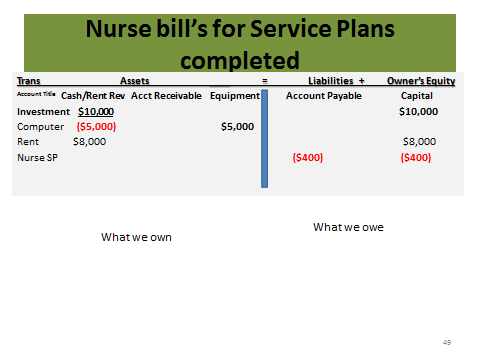 Nurse bill's for Service Plans
completed
Trans Assets = Liabilities + Owner's Equity
Account Title Cash/Rent Rev Acct Receivable Equipment Account Payable Capital
Investment $10,000 $10,000
Computer ($5,000) $5,000
Rent $8,000 $8,000
Nurse SP ($400) ($400)
What we own What we owe
49